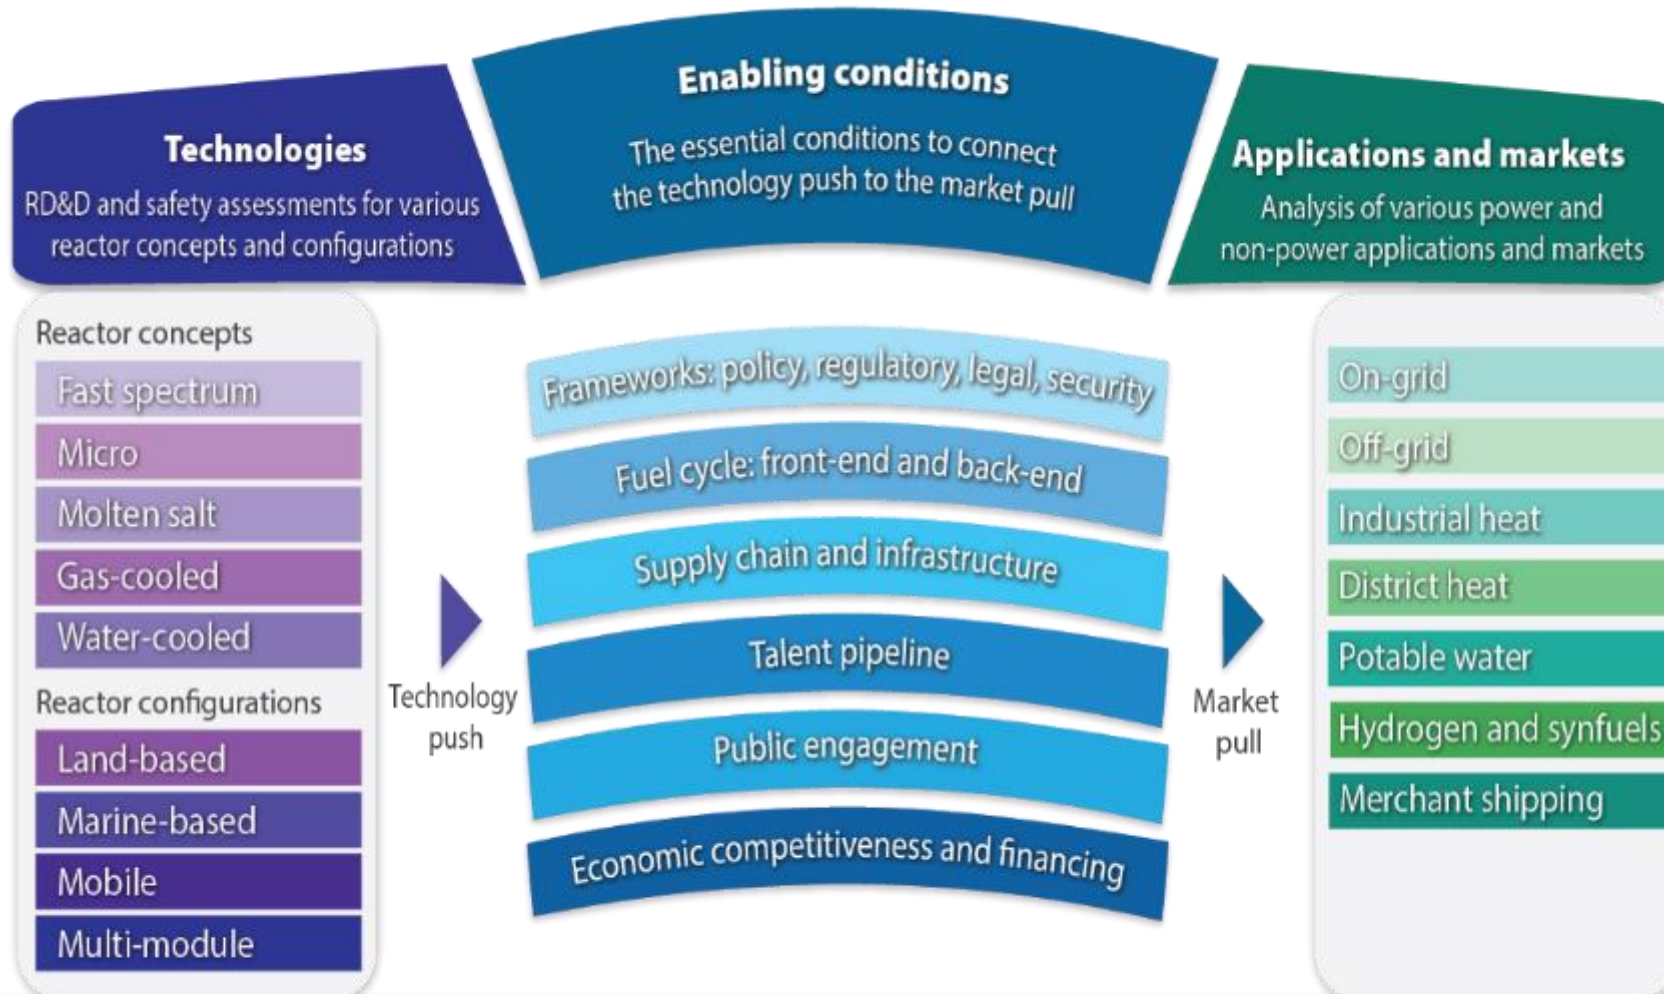 Technologies
RD&D and safety assessments for various
reactor concepts and configurations
Enabling conditions
The essential conditions to connect
the technology push to the market pull
Applications and markets
Analysis of various power and
non-power applications and markets
Reactor concepts
Fast spectrum
Micro
Molten salt
Gas-cooled
Water-cooled
Reactor configurations
Land-based
Marine-based
Mobile
Multi-module
Technology
push
Frameworks: policy, regulatory, legal, security
Fuel cycle: front-end and back-end
Supply chain and infrastructure
Talent pipeline
Public engagement
Economic competitiveness and financing
Market
pull
On-grid
Off-grid
Industrial heat
District heat
Potable water
Hydrogen and synfuels
Merchant shipping